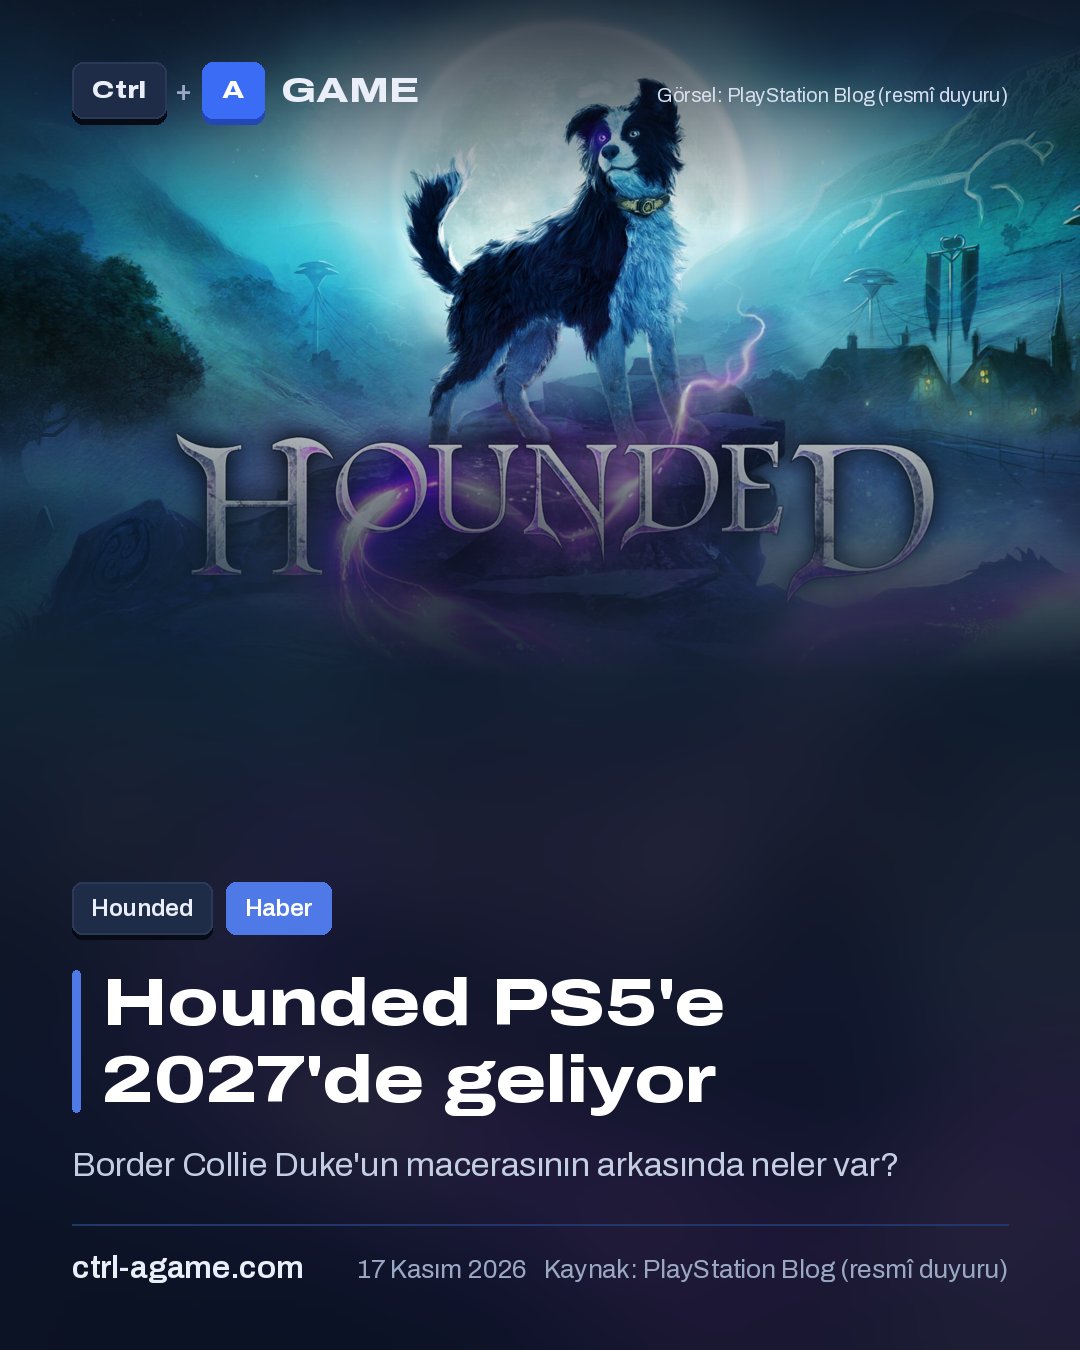 Ctrl + A GAME
Görsel: PlayStation Blog (resmî duyuru)
HOUNDED
Hounded Haber
Hounded PS5'e
2027'de geliyor
Border Collie Duke'un macerasının arkasında neler var?
ctrl-agame.com 17 Kasım 2026 Kaynak: PlayStation Blog (resmî duyuru)